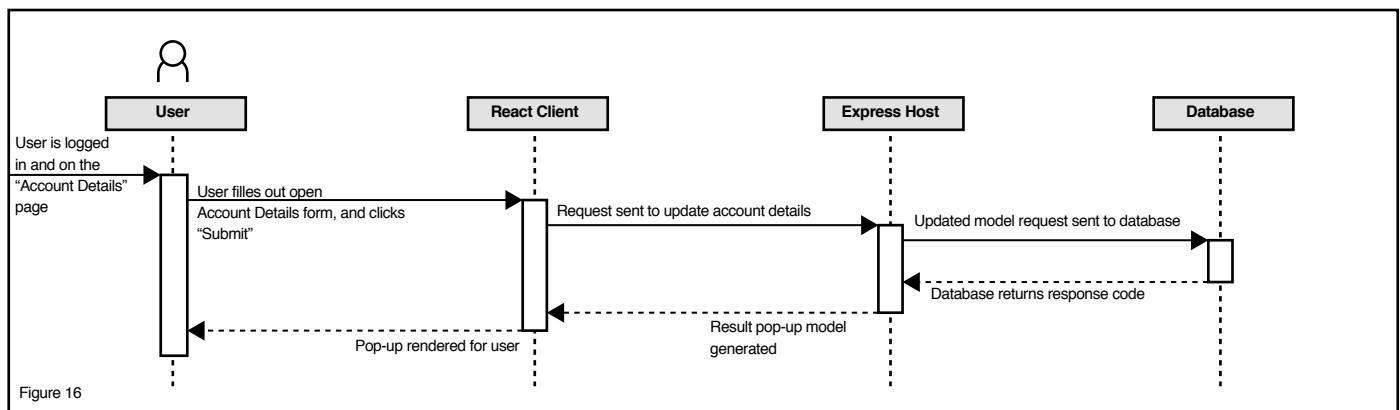 User
React Client
Express Host
Database
User is logged
in and on the
“Account Details”
page
User filles out open
Account Details form, and clicks
“Submit”
Request sent to update account details
Updated model request sent to database
Database returns response code
Result pop-up model
generated
Pop-up rendered for user
Figure 16